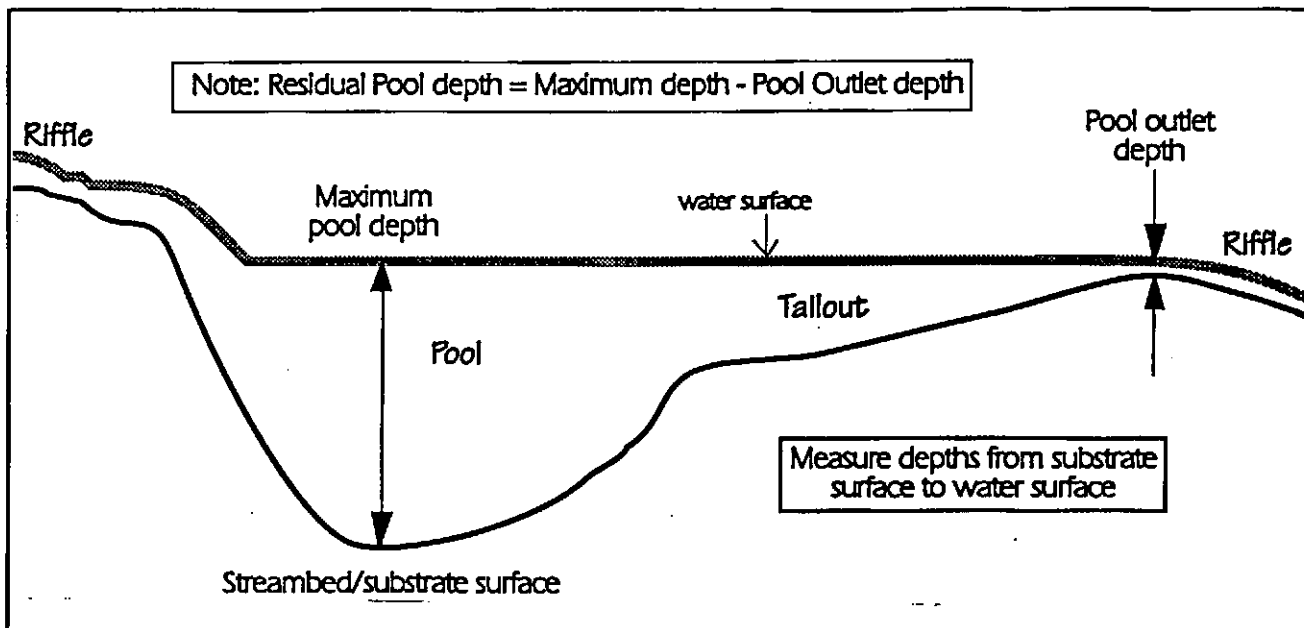 Note: Residual Pool depth = Maximum depth - Pool Outlet depth
Riffle
Pool outlet
depth
Maximum
pool depth
water surface
Riffle
Tailout
Pool
Measure depths from substrate
surface to water surface
Streambed/substrate surface